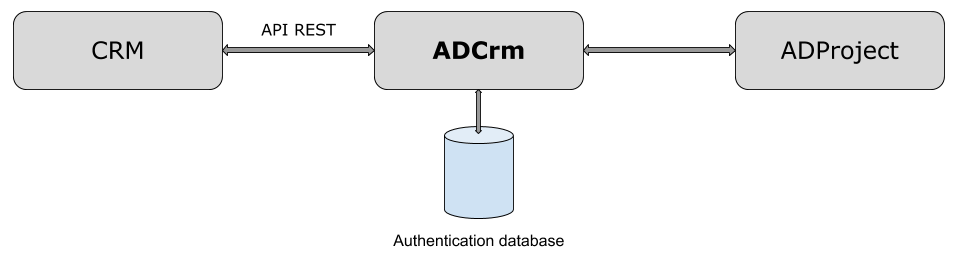 API REST
CRM
ADCrm
ADProject
Authentication database